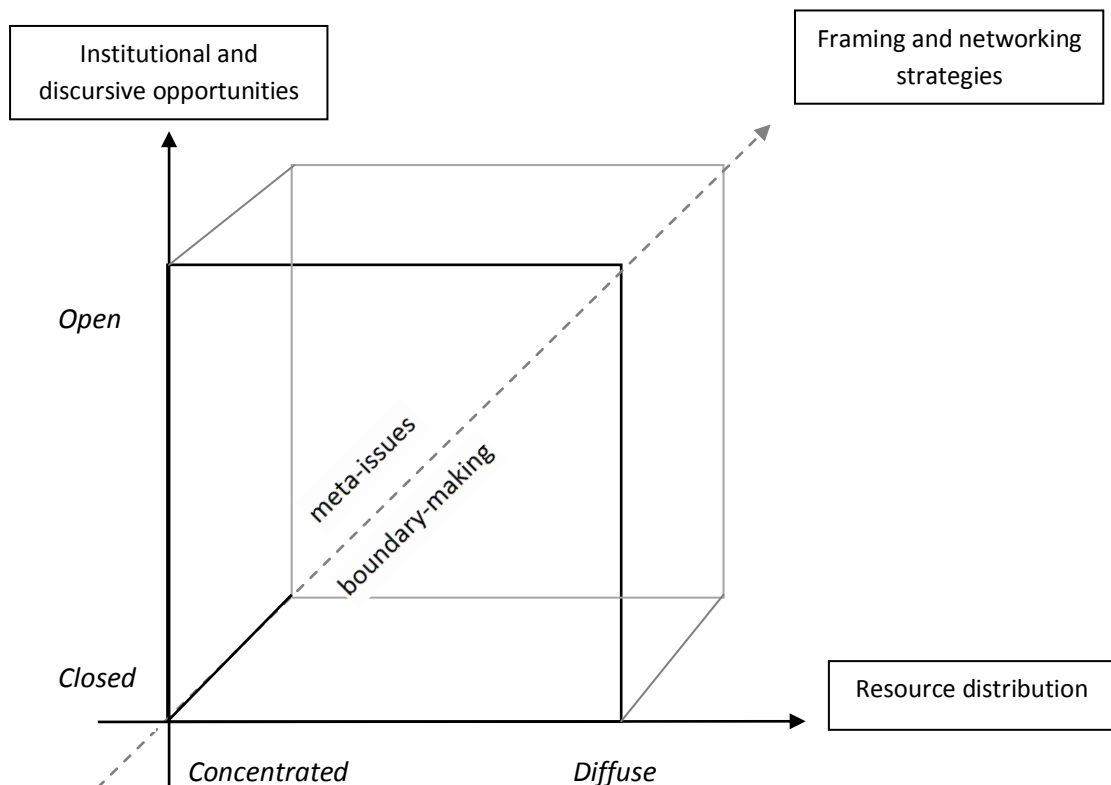 Institutional and
discursive opportunities
Framing and networking
strategies
Open
meta-issues
boundary-making
Closed
Resource distribution
Concentrated
Diffuse